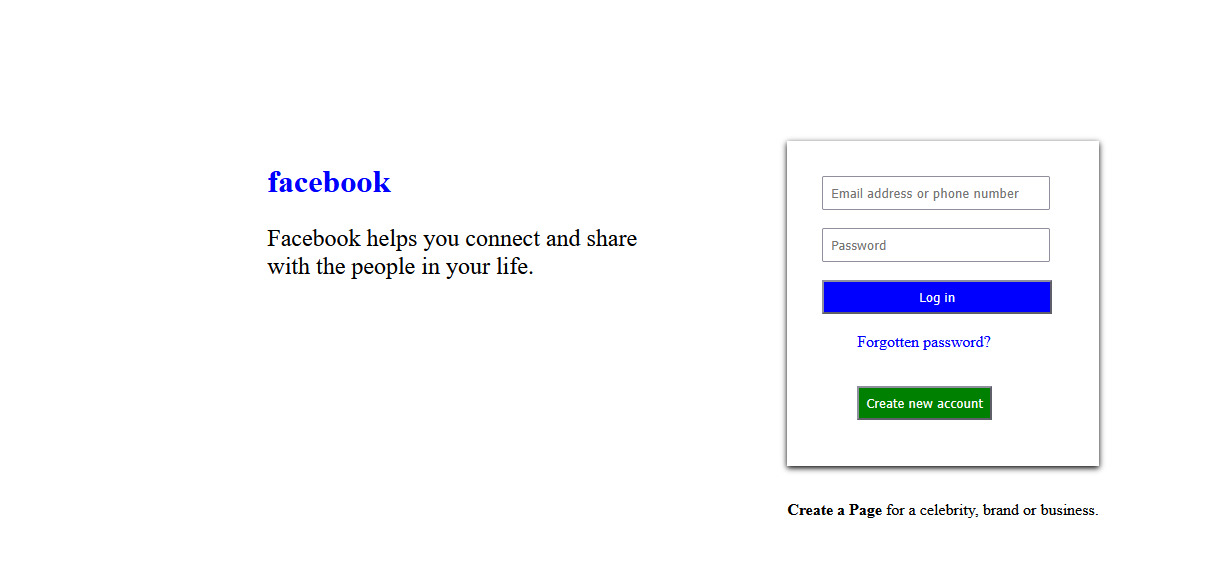 facebook
Facebook helps you connect and share
with the people in your life.
Email address or phone number
Password
Log in
Forgotten password?
Create new account
Create a Page for a celebrity, brand or business.